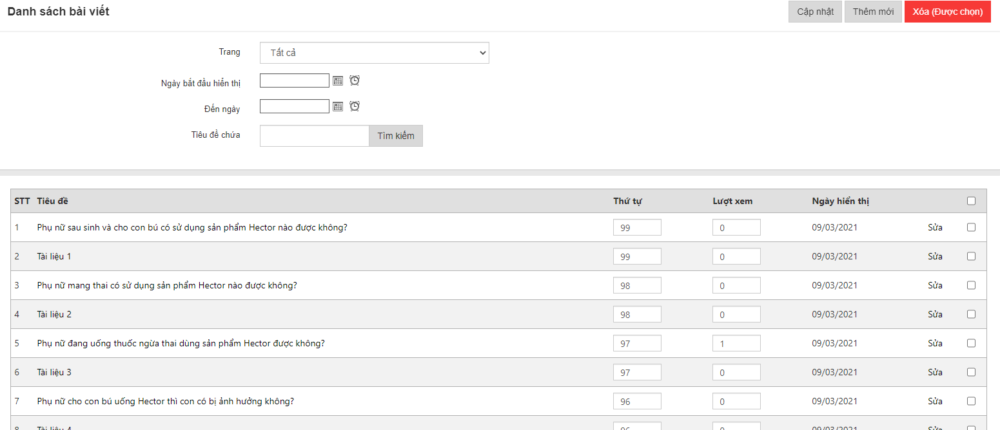 Danh sách bài viết
Cập nhật Thêm mới Xóa (Được chọn)
Trang Tất cả
Ngày bắt đầu hiển thị
Đến ngày
Tiêu đề chứa Tìm kiếm
STT Tiêu đề Thứ tự Lượt xem Ngày hiển thị
1 Phụ nữ sau sinh và cho con bú có sử dụng sản phẩm Hector nào được không? 99 0 09/03/2021 Sửa
2 Tài liệu 1 99 0 09/03/2021 Sửa
3 Phụ nữ mang thai có sử dụng sản phẩm Hector nào được không? 98 0 09/03/2021 Sửa
4 Tài liệu 2 98 0 09/03/2021 Sửa
5 Phụ nữ đang uống thuốc ngừa thai dùng sản phẩm Hector được không? 97 1 09/03/2021 Sửa
6 Tài liệu 3 97 0 09/03/2021 Sửa
7 Phụ nữ cho con bú uống Hector thì con có bị ảnh hưởng không? 96 0 09/03/2021 Sửa
8 Tài liệu 4 96 0 09/03/2021 Sửa